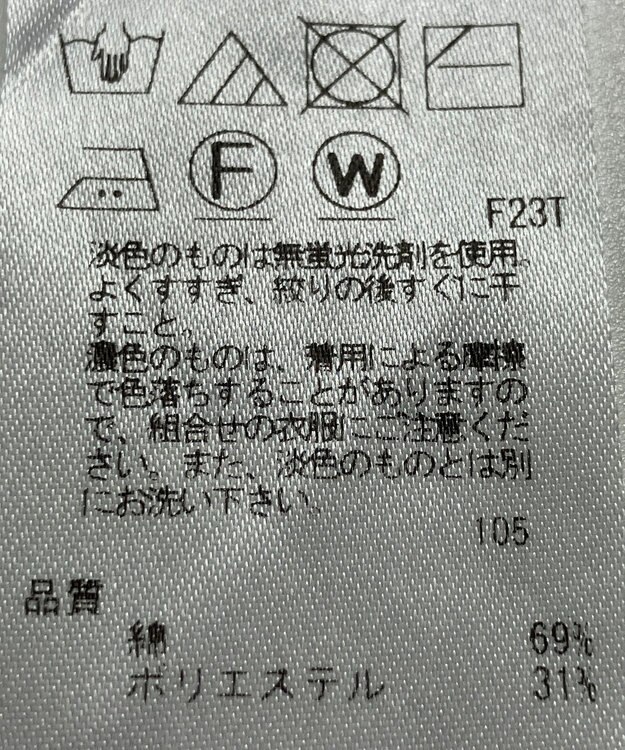 F W
F23T
淡色のものは無蛍光洗剤を使用。
よくすすぎ、絞りの後すぐに干
すこと。
濃色のものは、着用による摩擦
で色落ちすることがありますの
で、組合せの衣服にご注意くだ
さい。また、淡色のものとは別
にお洗い下さい。
105
品質
綿 69%
ポリエステル 31%